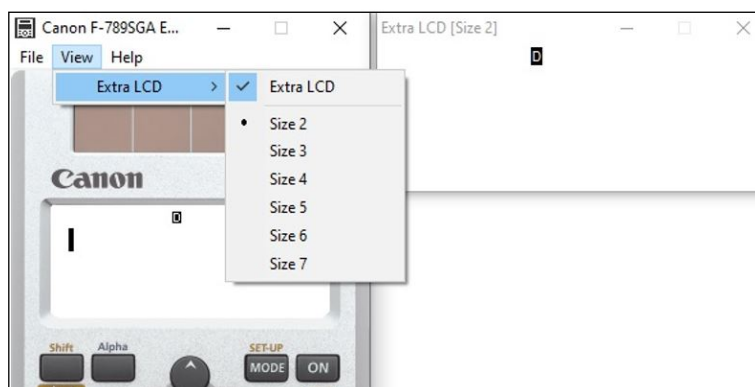 Canon F-789SGA E...
File View Help
Extra LCD
Extra LCD
Size 2
Size 3
Size 4
Size 5
Size 6
Size 7
Extra LCD [Size 2]
D
Canon
D
Shift Alpha SET-UP
MODE ON